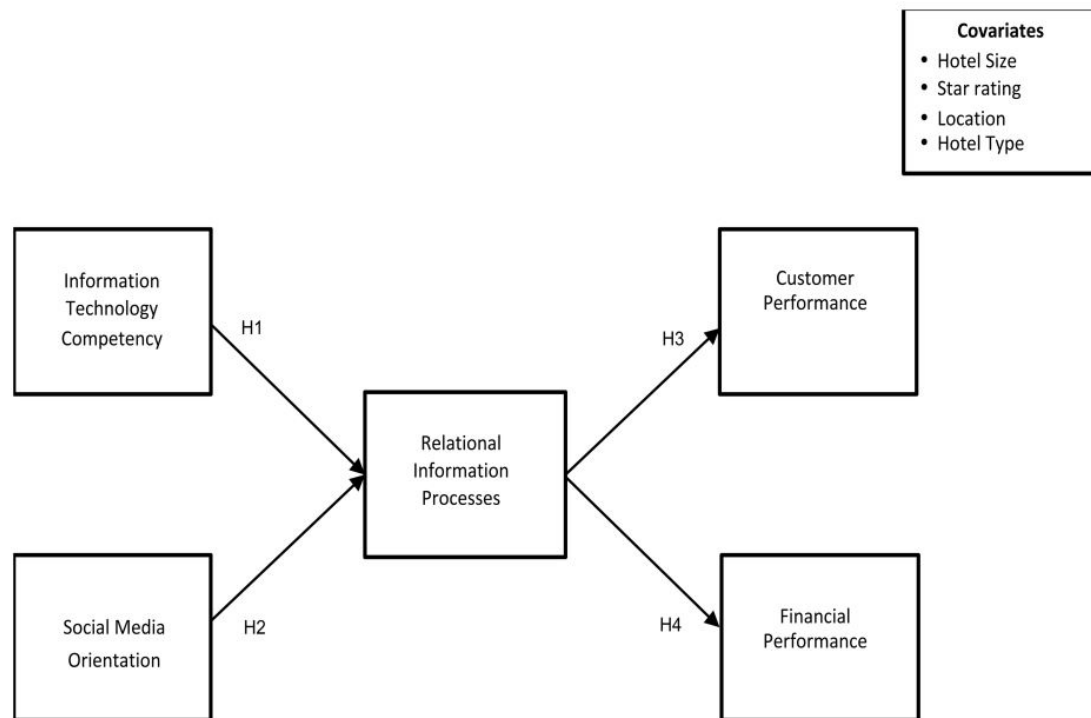 Covariates
• Hotel Size
• Star rating
• Location
• Hotel Type
Information
Technology
Competency
H1
Customer
Performance
H3
Relational
Information
Processes
Social Media
Orientation
H2
Financial
Performance
H4